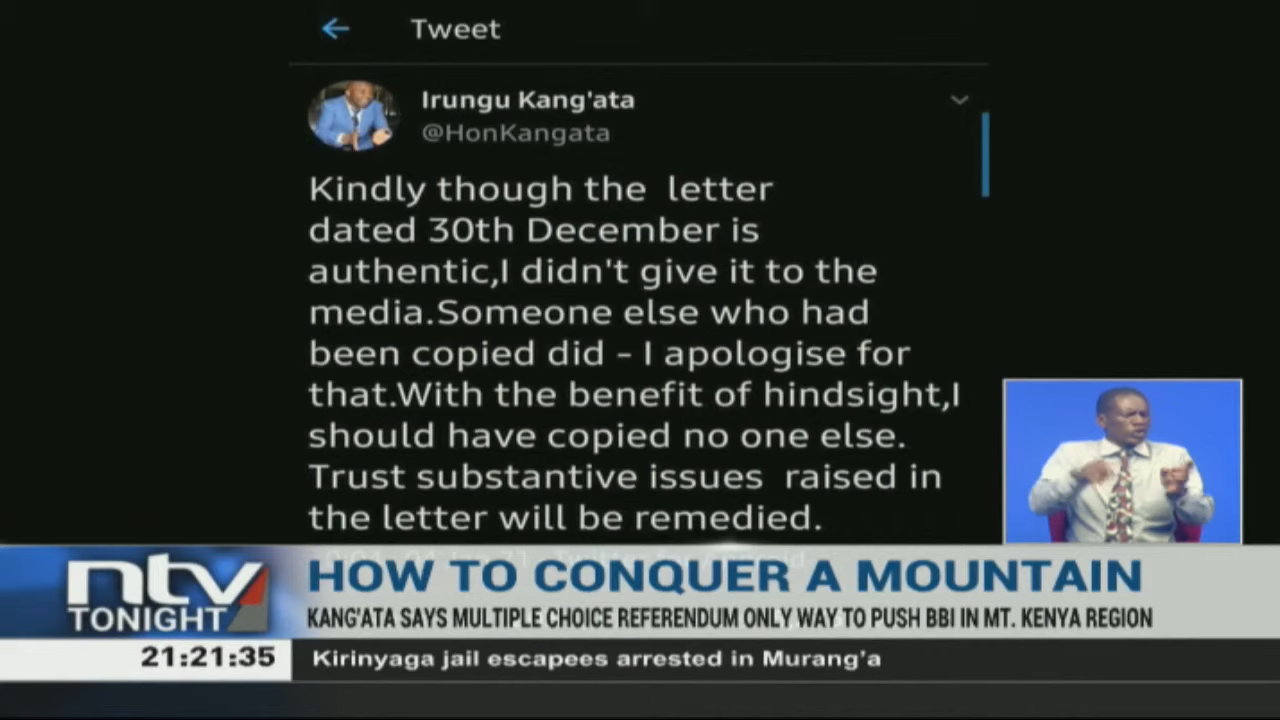 Tweet
Irungu Kang'ata
@HonKangata
Kindly though the letter
dated 30th December is
authentic,I didn't give it to the
media.Someone else who had
been copied did - I apologise for
that.With the benefit of hindsight,I
should have copied no one else.
Trust substantive issues raised in
the letter will be remedied.
ntv
TONIGHT
HOW TO CONQUER A MOUNTAIN
KANG'ATA SAYS MULTIPLE CHOICE REFERENDUM ONLY WAY TO PUSH BBI IN MT. KENYA REGION
21:21:35
Kirinyaga jail escapees arrested in Murang'a